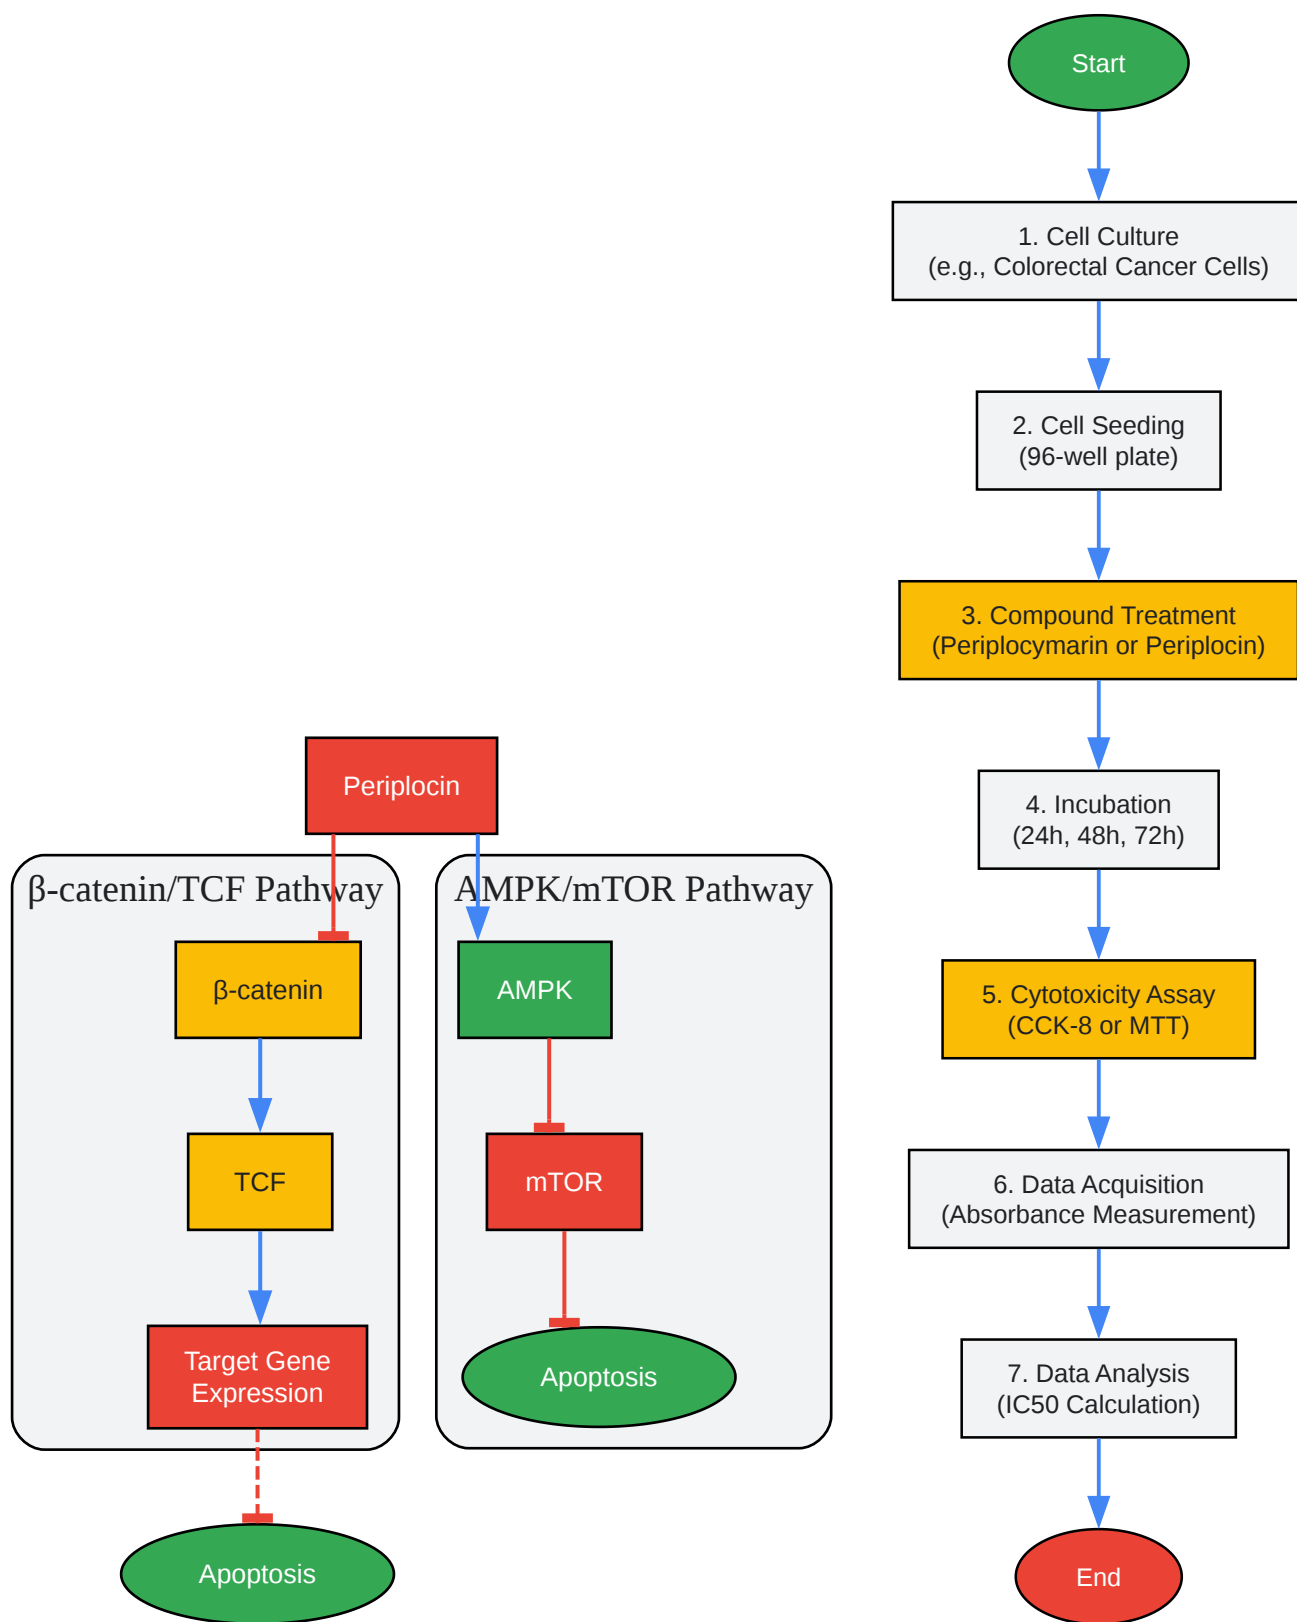 Start
1. Cell Culture
(e.g., Colorectal Cancer Cells)
2. Cell Seeding
(96-well plate)
3. Compound Treatment
(Periplocymarin or Periplocin)
4. Incubation
(24h, 48h, 72h)
5. Cytotoxicity Assay
(CCK-8 or MTT)
6. Data Acquisition
(Absorbance Measurement)
7. Data Analysis
(IC50 Calculation)
End
Periplocin
β-catenin/TCF Pathway
β-catenin
TCF
Target Gene
Expression
Apoptosis
AMPK/mTOR Pathway
AMPK
mTOR
Apoptosis